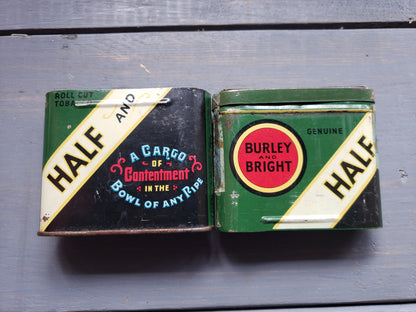 ROLL CUT
TOBA
HALF AND
A CARGO
OF
Contentment
IN THE
BOWL OF ANY PIPE
BURLEY
AND
BRIGHT
GENUINE
HALF